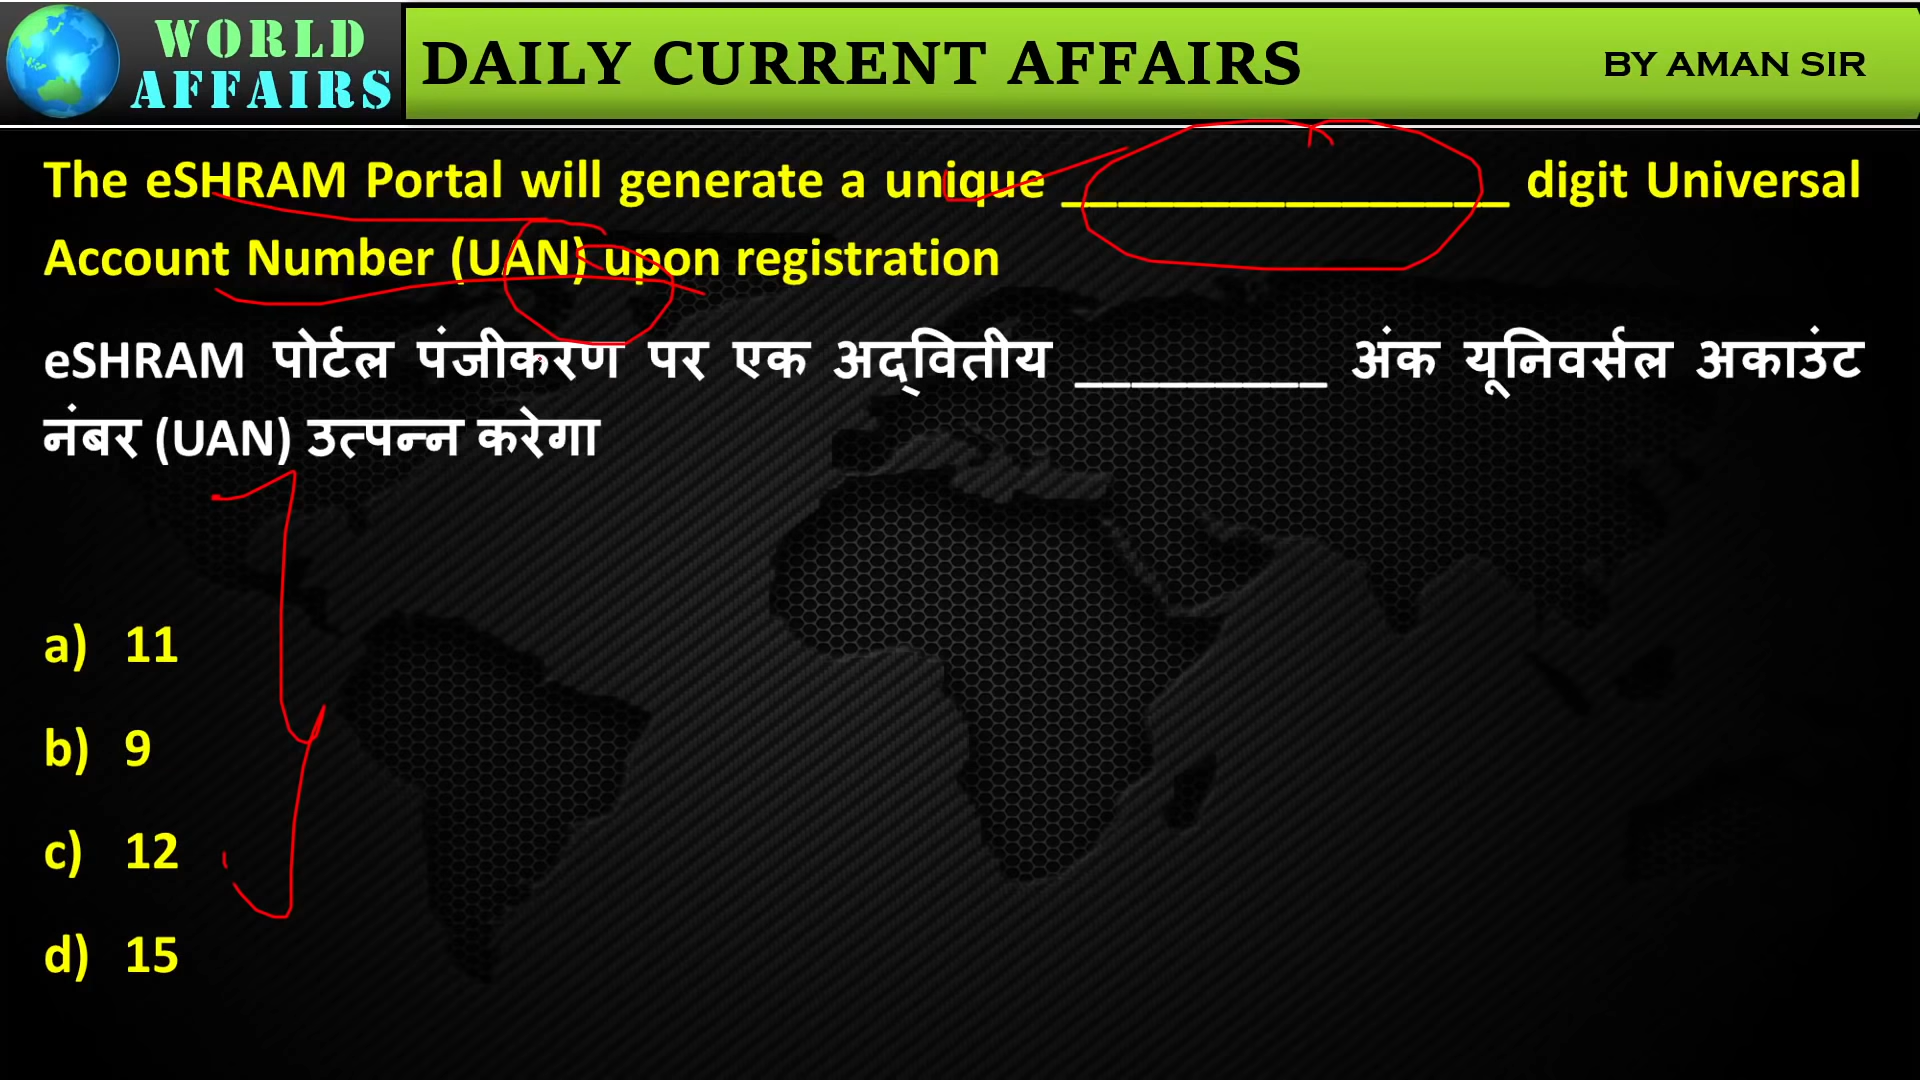 WORLD
AFFAIRS
DAILY CURRENT AFFAIRS
BY AMAN SIR
The eSHRAM Portal will generate a unique ________________ digit Universal
Account Number (UAN) upon registration
eSHRAM पोर्टल पंजीकरण पर एक अद्वितीय _________ अंक यूनिवर्सल अकाउंट
नंबर (UAN) उत्पन्न करेगा
a) 11
b) 9
c) 12
d) 15